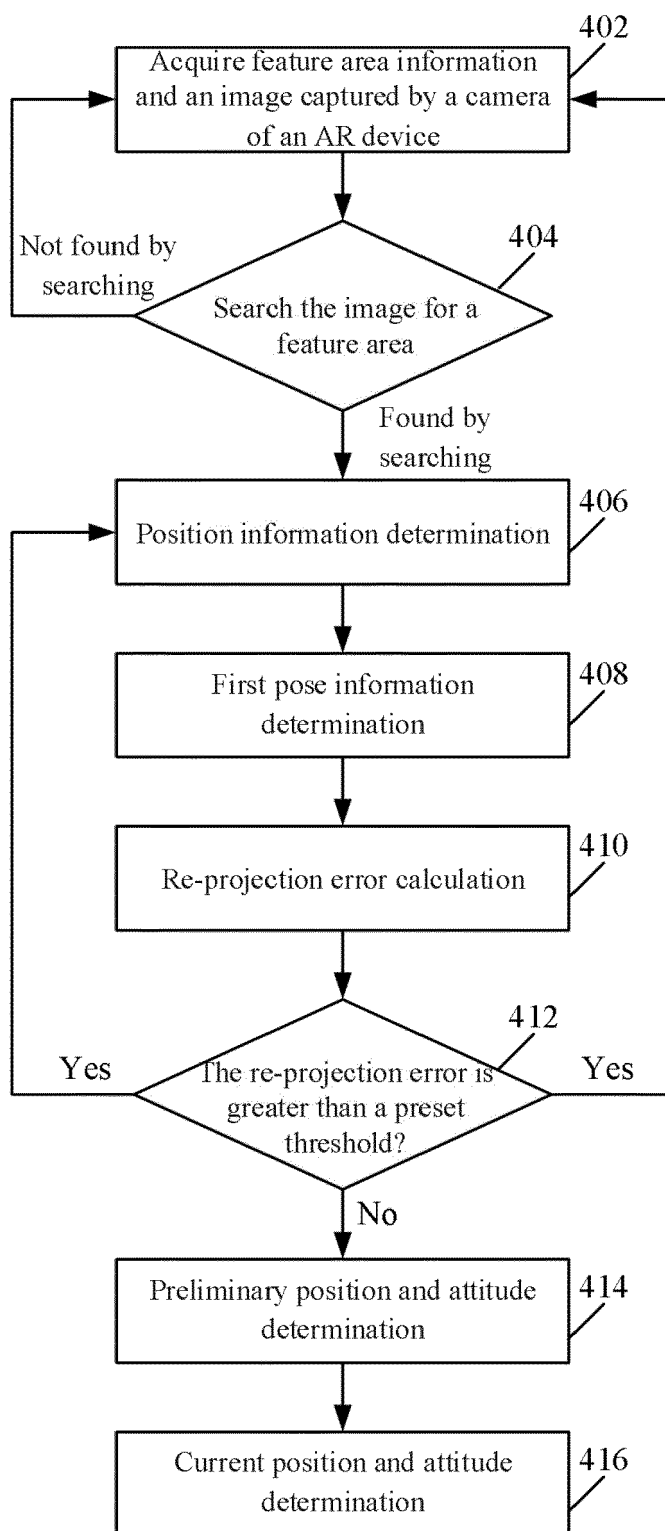 402
Acquire feature area information
and an image captured by a camera
of an AR device
404
Not found by
searching
Search the image for a
feature area
Found by
searching
406
Position information determination
408
First pose information
determination
410
Re-projection error calculation
412
Yes
The re-projection error is
greater than a preset
threshold?
Yes
No
414
Preliminary position and attitude
determination
416
Current position and attitude
determination